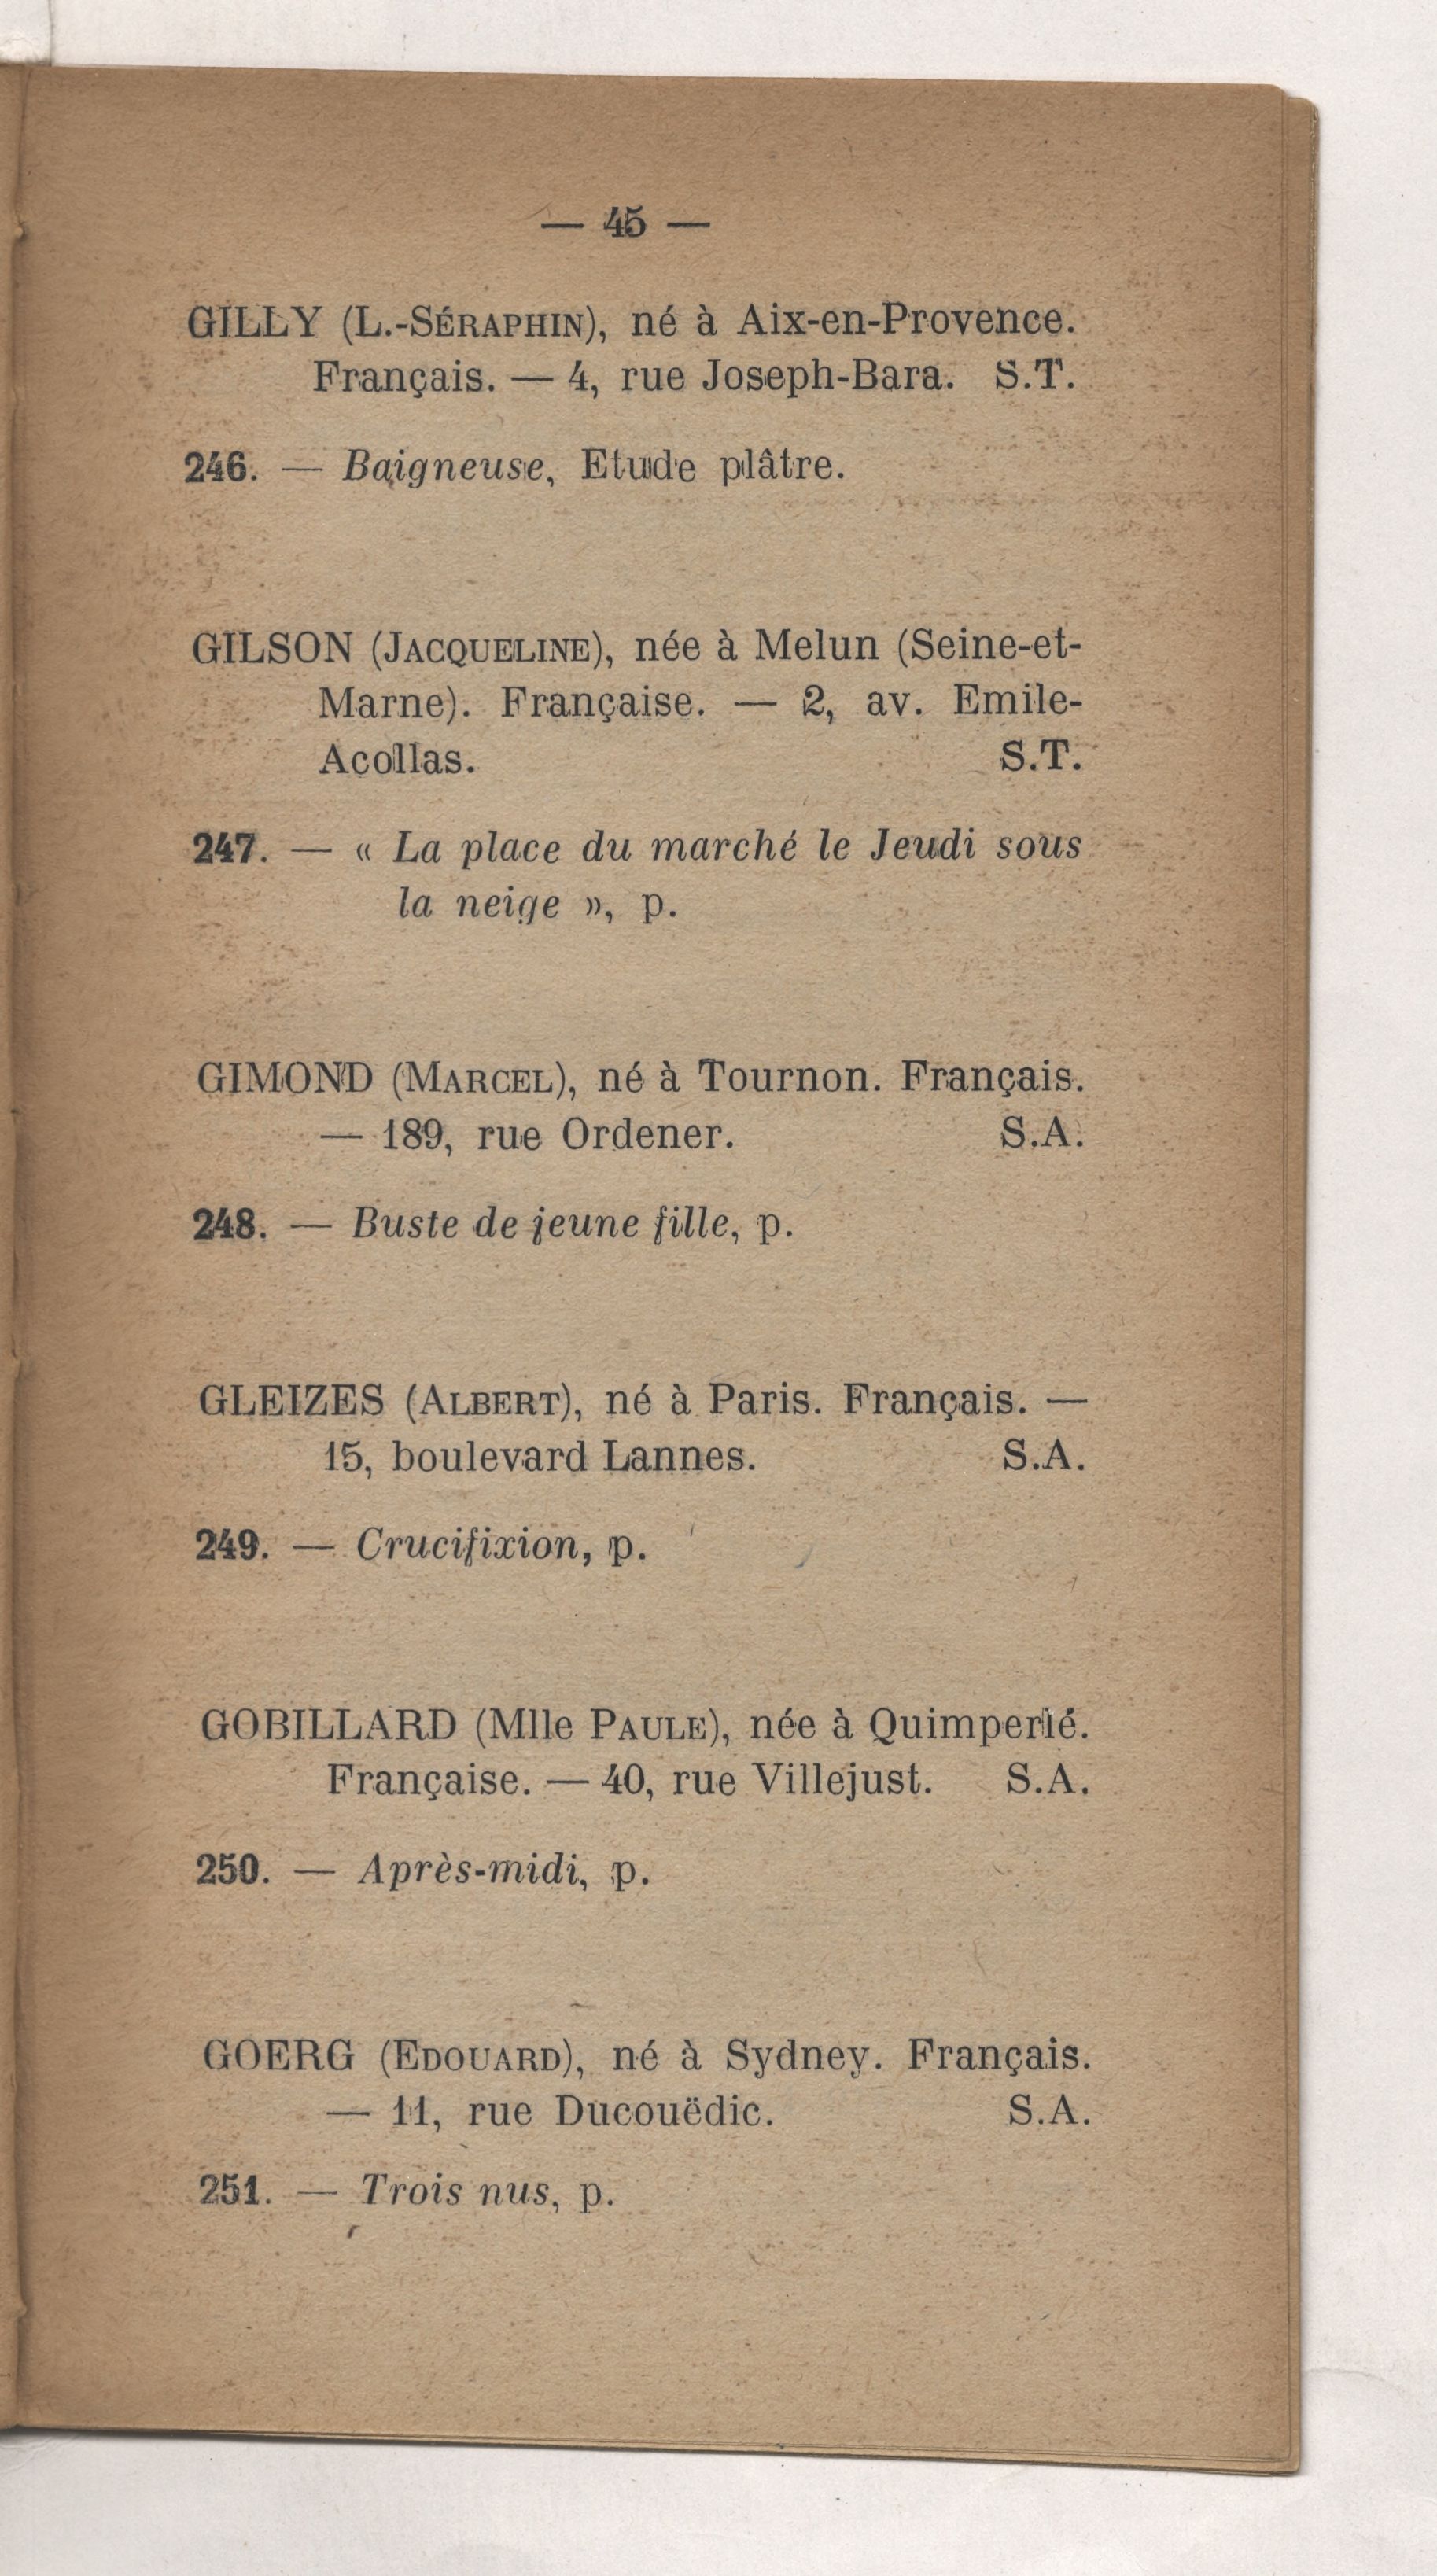 — 45 —
GILLY (L.-SÉRAPHIN), né à Aix-en-Provence.
Français. — 4, rue Joseph-Bara. S.T.
246. — Baigneuse, Etude plâtre.
GILSON (JACQUELINE), née à Melun (Seine-et-
Marne). Française. — 2, av. Emile-
Acollas. S.T.
247. — « La place du marché le Jeudi sous
la neige », p.
GIMOND (MARCEL), né à Tournon. Français.
— 189, rue Ordener. S.A.
248. — Buste de jeune fille, p.
GLEIZES (ALBERT), né à Paris. Français. —
15, boulevard Lannes. S.A.
249. — Crucifixion, p.
GOBILLARD (Mlle PAULE), née à Quimperlé.
Française. — 40, rue Villejust. S.A.
250. — Après-midi, p.
GOERG (EDOUARD), né à Sydney. Français.
— 11, rue Ducouëdic. S.A.
251. — Trois nus, p.